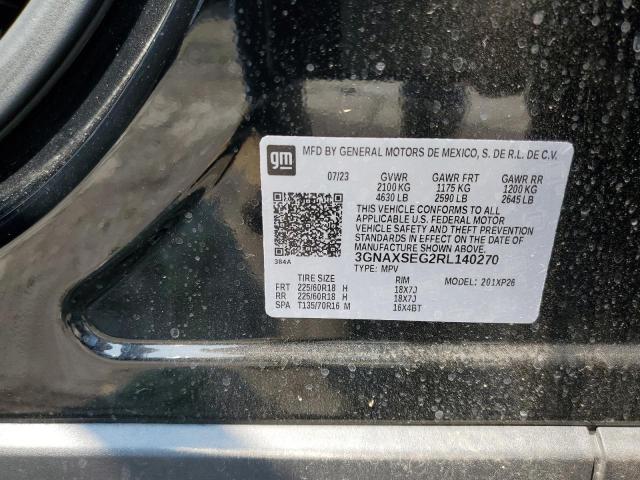 gm
MFD BY GENERAL MOTORS DE MEXICO, S. DE R.L. DE C.V.
07/23 GVWR GAWR FRT GAWR RR
2100 KG 1175 KG 1200 KG
4630 LB 2590 LB 2645 LB
THIS VEHICLE CONFORMS TO ALL
APPLICABLE U.S. FEDERAL MOTOR
VEHICLE SAFETY AND THEFT PREVENTION
STANDARDS IN EFFECT ON THE DATE OF
MANUFACTURE SHOWN ABOVE.
3GNAXSEG2RL140270
384A
TYPE: MPV
TIRE SIZE RIM MODEL: 201XP26
FRT 225/60R18 H 18X7J
RR 225/60R18 H 18X7J
SPA T135/70R16 M 16X4BT